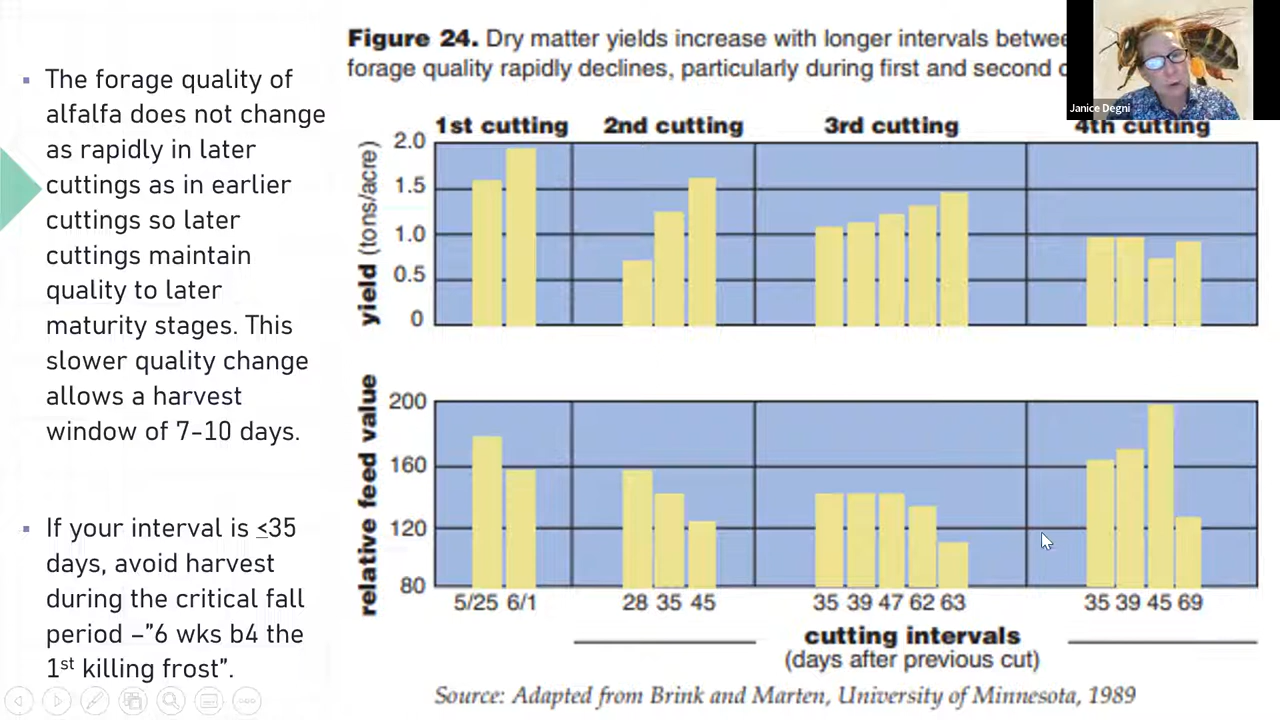 ▪ The forage quality of
alfalfa does not change
as rapidly in later
cuttings as in earlier
cuttings so later
cuttings maintain
quality to later
maturity stages. This
slower quality change
allows a harvest
window of 7-10 days.
▪ If your interval is <35
days, avoid harvest
during the critical fall
period –"6 wks b4 the
1st killing frost".
Figure 24. Dry matter yields increase with longer intervals
forage quality rapidly declines, particularly during first and second
Janice Degni
1st cutting 2nd cutting 3rd cutting 4th cutting
yield (tons/acre)
2.0
1.5
1.0
0.5
0
relative feed value
200
160
120
80
5/25 6/1 28 35 45 35 39 47 62 63 35 39 45 69
cutting intervals
(days after previous cut)
Source: Adapted from Brink and Marten, University of Minnesota, 1989